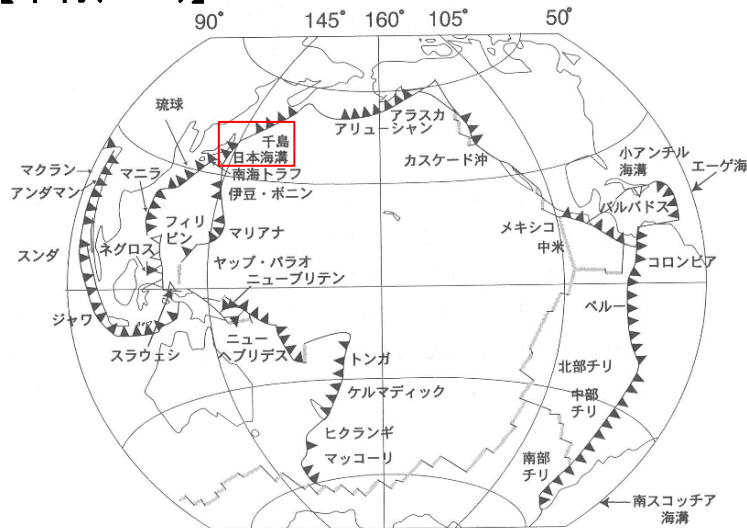 90°
145°
160°
105°
50°
琉球
アラスカ
アリューシャン
千島
日本海溝
カスケード沖
小アンチル
海溝
エーゲ海
マクラン
マニラ
アンダマン
南海トラフ
伊豆・ボニン
バルバドス
フィリ
ピン
マリアナ
メキシコ
中米
スンダ
ネグロス
ヤップ・パラオ
コロンビア
ニューブリテン
ペルー
ジャワ
スラウェシ
ニュー
ヘブリデス
トンガ
北部チリ
ケルマディック
中部
チリ
ヒクランギ
マッコーリ
南部
チリ
南スコッチア
海溝